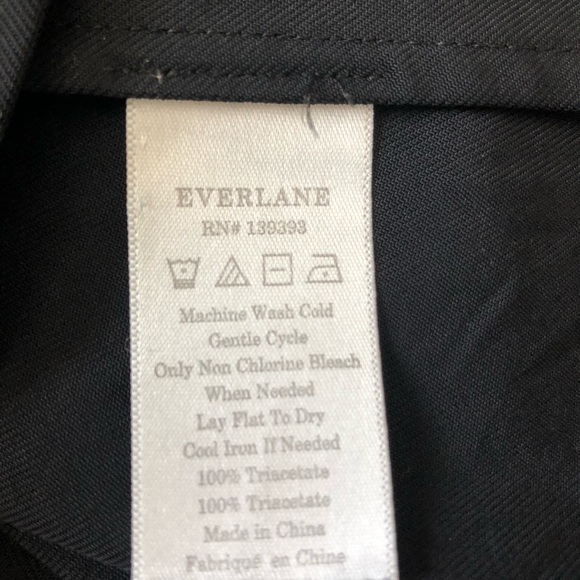 EVERLANE
RN# 139393
Machine Wash Cold
Gentle Cycle
Only Non Chlorine Bleach
When Needed
Lay Flat To Dry
Cool Iron If Needed
100% Triacetate
100% Triacetate
Made in China
Fabriqué en China